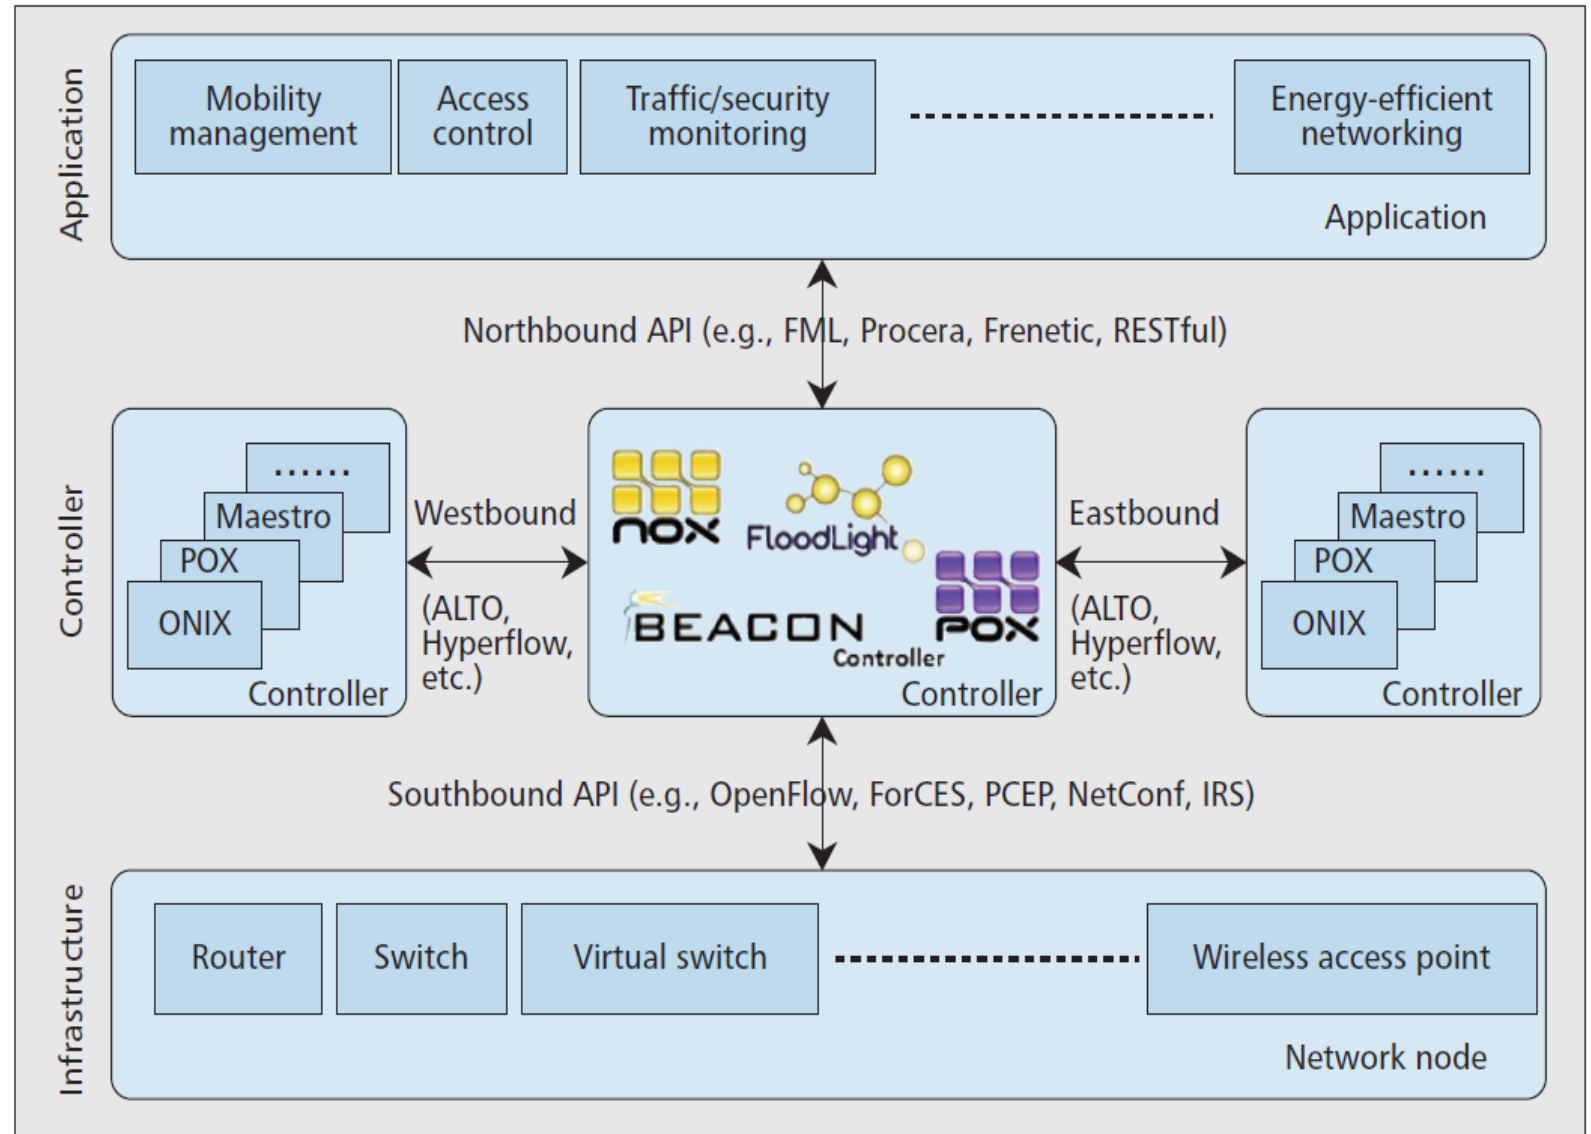 Application
Mobility
management
Access
control
Traffic/security
monitoring
Energy-efficient
networking
Application
Northbound API (e.g., FML, Procera, Frenetic, RESTful)
Controller
......
Maestro
POX
ONIX
Controller
Westbound
(ALTO,
Hyperflow,
etc.)
nox
FloodLight
BEACON
Controller
POX
Controller
Eastbound
(ALTO,
Hyperflow,
etc.)
......
Maestro
POX
ONIX
Controller
Southbound API (e.g., OpenFlow, ForCES, PCEP, NetConf, IRS)
Infrastructure
Router
Switch
Virtual switch
Wireless access point
Network node